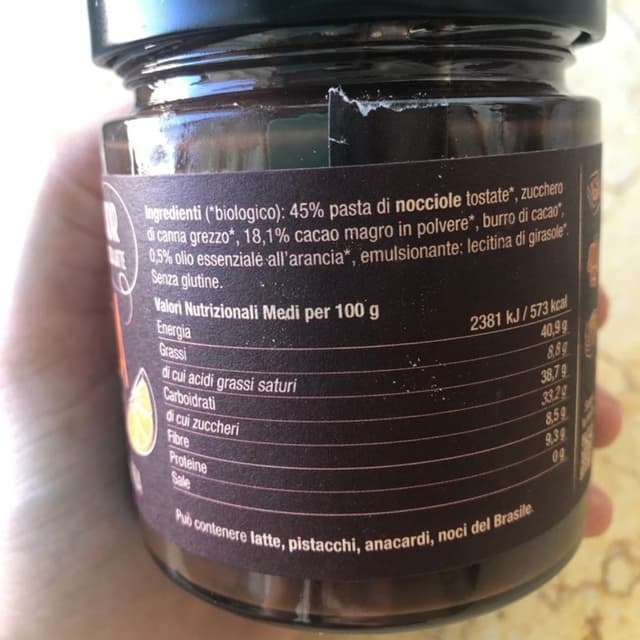 Ingredienti (*biologico): 45% pasta di nocciole tostate*, zucchero
di canna grezzo*, 18,1% cacao magro in polvere*, burro di cacao*,
0,5% olio essenziale all'arancia*, emulsionante: lecitina di girasole*.
Senza glutine.
Valori Nutrizionali Medi per 100 g
Energia 2381 kJ / 573 kcal
Grassi 40,9 g
di cui acidi grassi saturi 8,8 g
Carboidrati 38,7 g
di cui zuccheri 33,2 g
Fibre 8,5 g
Proteine 9,3 g
Sale 0 g
Può contenere latte, pistacchi, anacardi, noci del Brasile.